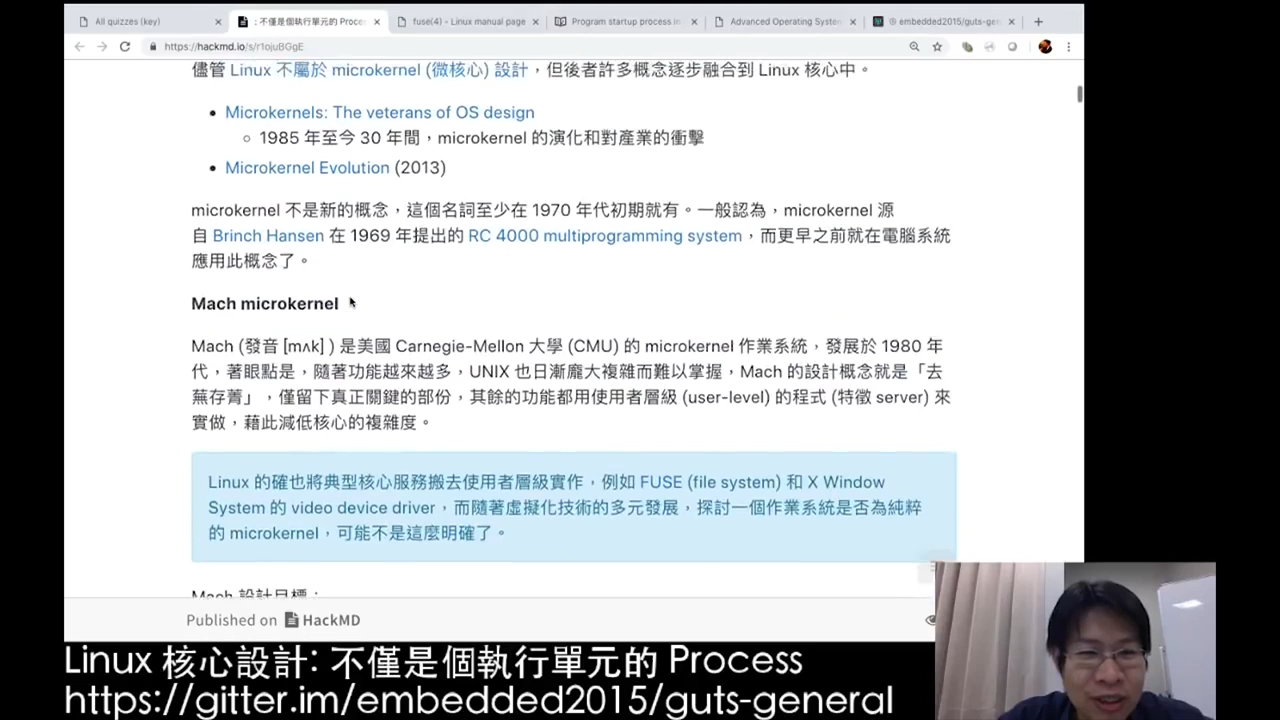 All quizzes (key)
: 不僅是個執行單元的 Proces
fuse(4) - Linux manual page
Program startup process in
Advanced Operating System
embedded2015/guts-gen
https://hackmd.io/s/r1ojuBGgE
儘管 Linux 不屬於 microkernel (微核心) 設計，但後者許多概念逐步融合到 Linux 核心中。
Microkernels: The veterans of OS design
1985 年至今 30 年間，microkernel 的演化和對產業的衝擊
Microkernel Evolution (2013)
microkernel 不是新的概念，這個名詞至少在 1970 年代初期就有。一般認為，microkernel 源
自 Brinch Hansen 在 1969 年提出的 RC 4000 multiprogramming system，而更早之前就在電腦系統
應用此概念了。
Mach microkernel
Mach (發音 [mʌk] ) 是美國 Carnegie-Mellon 大學 (CMU) 的 microkernel 作業系統，發展於 1980 年
代，著眼點是，隨著功能越來越多，UNIX 也日漸龐大複雜而難以掌握，Mach 的設計概念就是「去
蕪存菁」，僅留下真正關鍵的部份，其餘的功能都用使用者層級 (user-level) 的程式 (特徵 server) 來
實做，藉此減低核心的複雜度。
Linux 的確也將典型核心服務搬去使用者層級實作，例如 FUSE (file system) 和 X Window
System 的 video device driver，而隨著虛擬化技術的多元發展，探討一個作業系統是否為純粹
的 microkernel，可能不是這麼明確了。
Mach 設計目標：
Published on HackMD
Linux 核心設計: 不僅是個執行單元的 Process
https://gitter.im/embedded2015/guts-general